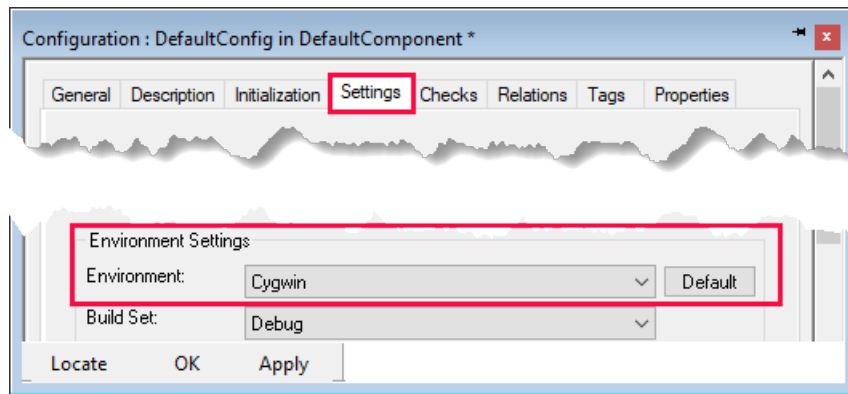 Configuration : DefaultConfig in DefaultComponent *
General Description Initialization Settings Checks Relations Tags Properties
Environment Settings
Environment: Cygwin Default
Build Set: Debug
Locate OK Apply